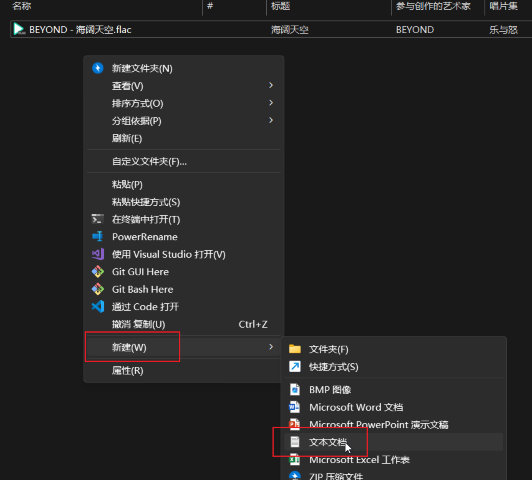 名称 # 标题 参与创作的艺术家 唱片集
BEYOND - 海阔天空.flac 海阔天空 BEYOND 乐与怒
新建文件夹(N)
查看(V)
排序方式(O)
分组依据(P)
刷新(E)
自定义文件夹(F)...
粘贴(P)
粘贴快捷方式(S)
在终端中打开(T)
PowerRename
使用 Visual Studio 打开(V)
Git GUI Here
Git Bash Here
通过 Code 打开
撤消 复制(U) Ctrl+Z
新建(W)
属性(R)
文件夹(F)
快捷方式(S)
BMP 图像
Microsoft Word 文档
Microsoft PowerPoint 演示文稿
文本文档
Microsoft Excel 工作表
ZIP 压缩文件